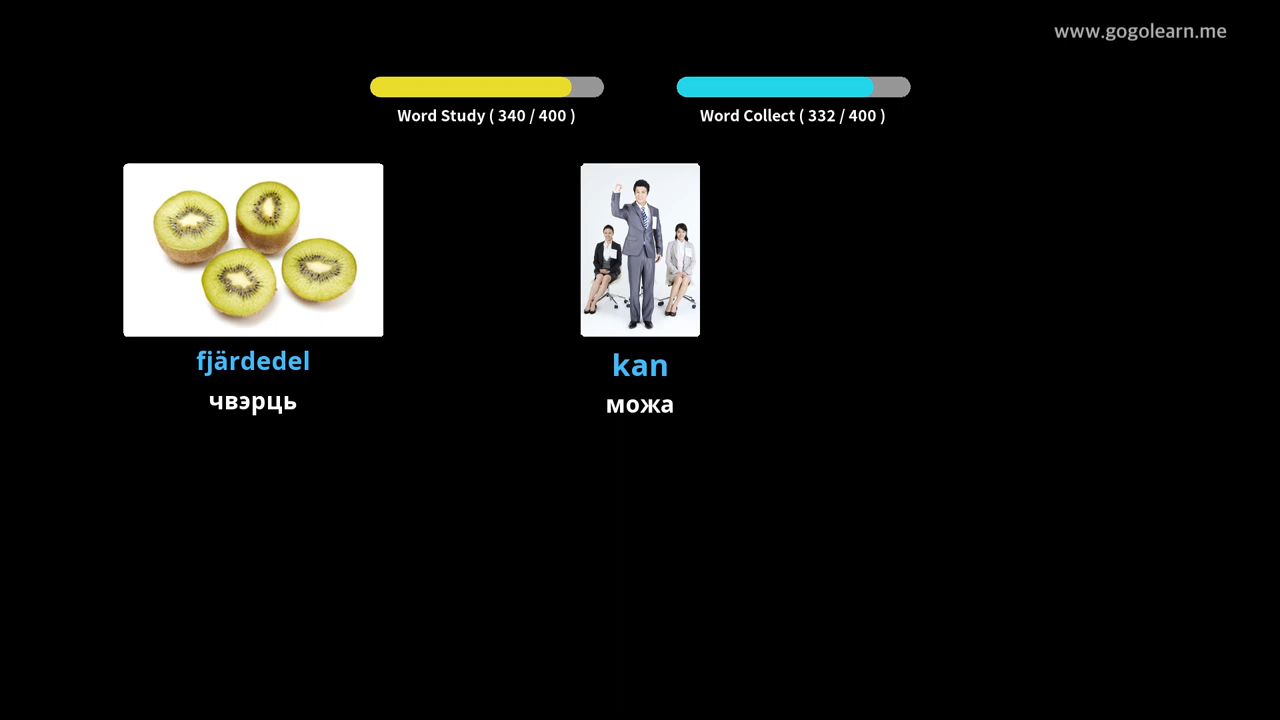 www.gogolearn.me
Word Study ( 340 / 400 )
Word Collect ( 332 / 400 )
fjärdedel
kan
чвэрць
можа